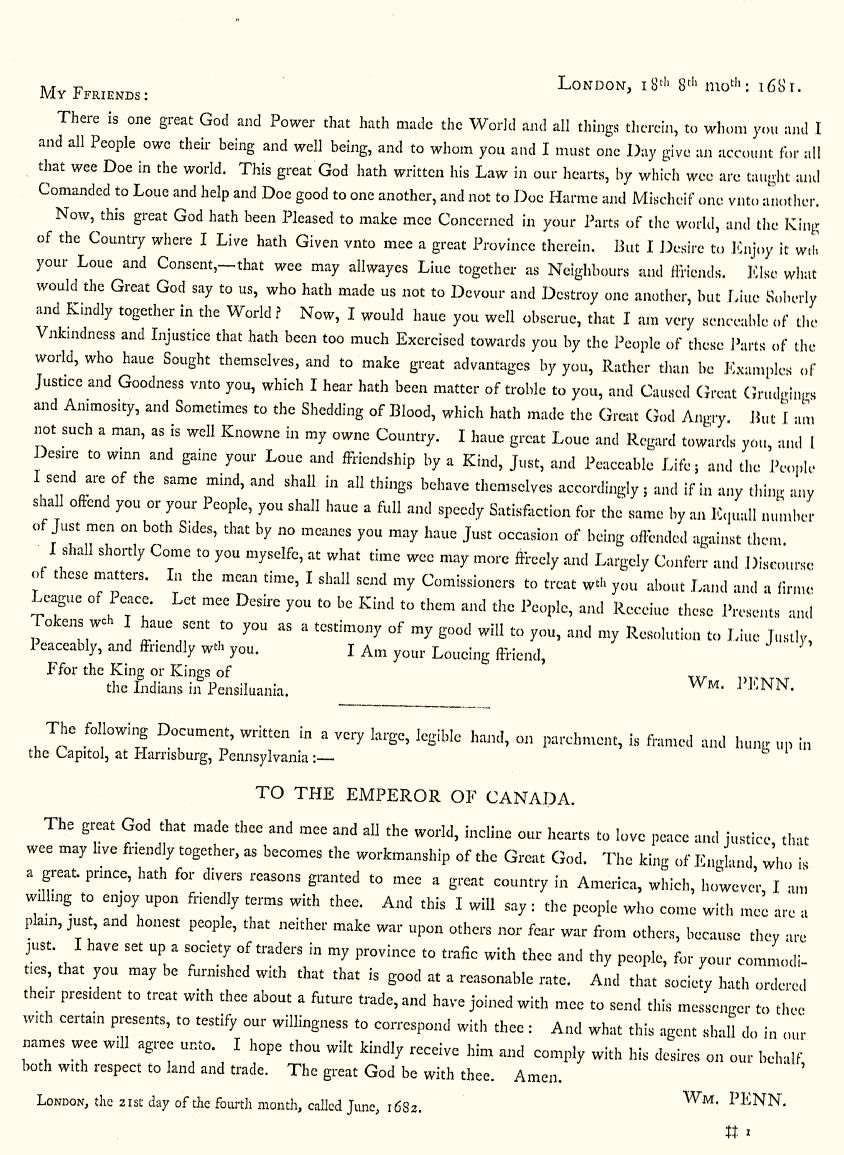 LONDON, 18th 8th moth: 1681.
MY FFRIENDS:
There is one great God and Power that hath made the World and all things therein, to whom you and I
and all People owe their being and well being, and to whom you and I must one Day give an account for all
that wee Doe in the world. This great God hath written his Law in our hearts, by which wee are taught and
Comanded to Loue and help and Doe good to one another, and not to Doe Harme and Mischeif one vnto another.
Now, this great God hath been Pleased to make mee Concerned in your Parts of the world, and the King
of the Country where I Live hath Given vnto mee a great Province therein. But I Desire to Enjoy it wth
your Loue and Consent,—that wee may allwayes Liue together as Neighbours and ffriends. Else what
would the Great God say to us, who hath made us not to Devour and Destroy one another, but Liue Soberly
and Kindly together in the World? Now, I would haue you well obserue, that I am very senceable of the
Vnkindness and Injustice that hath been too much Exercised towards you by the People of these Parts of the
world, who haue Sought themselves, and to make great advantages by you, Rather than be Examples of
Justice and Goodness vnto you, which I hear hath been matter of troble to you, and Caused Great Grudgings
and Animosity, and Sometimes to the Shedding of Blood, which hath made the Great God Angry. But I am
not such a man, as is well Knowne in my owne Country. I haue great Loue and Regard towards you, and I
Desire to winn and gaine your Loue and ffriendship by a Kind, Just, and Peaceable Life; and the People
I send are of the same mind, and shall in all things behave themselves accordingly; and if in any thing any
shall offend you or your People, you shall haue a full and speedy Satisfaction for the same by an Equall number
of Just men on both Sides, that by no meanes you may haue Just occasion of being offended against them.
I shall shortly Come to you myselfe, at what time wee may more ffreely and Largely Conferr and Discourse
of these matters. In the mean time, I shall send my Comissioners to treat wth you about Land and a firme
League of Peace. Let mee Desire you to be Kind to them and the People, and Receiue these Presents and
Tokens wch I haue sent to you as a testimony of my good will to you, and my Resolution to Liue Justly,
Peaceably, and ffriendly wth you. I Am your Loueing ffriend,
Ffor the King or Kings of
the Indians in Pensiluania. WM. PENN.
The following Document, written in a very large, legible hand, on parchment, is framed and hung up in
the Capitol, at Harrisburg, Pennsylvania:—
TO THE EMPEROR OF CANADA.
The great God that made thee and mee and all the world, incline our hearts to love peace and justice, that
wee may live friendly together, as becomes the workmanship of the Great God. The king of England, who is
a great. prince, hath for divers reasons granted to mee a great country in America, which, however, I am
willing to enjoy upon friendly terms with thee. And this I will say: the people who come with mee are a
plain, just, and honest people, that neither make war upon others nor fear war from others, because they are
just. I have set up a society of traders in my province to trafic with thee and thy people, for your commodi-
ties, that you may be furnished with that that is good at a reasonable rate. And that society hath ordered
their president to treat with thee about a future trade, and have joined with mee to send this messenger to thee
with certain presents, to testify our willingness to correspond with thee: And what this agent shall do in our
names wee will agree unto. I hope thou wilt kindly receive him and comply with his desires on our behalf,
both with respect to land and trade. The great God be with thee. Amen.
WM. PENN.
LONDON, the 21st day of the fourth month, called June, 1682.
‡‡ 1